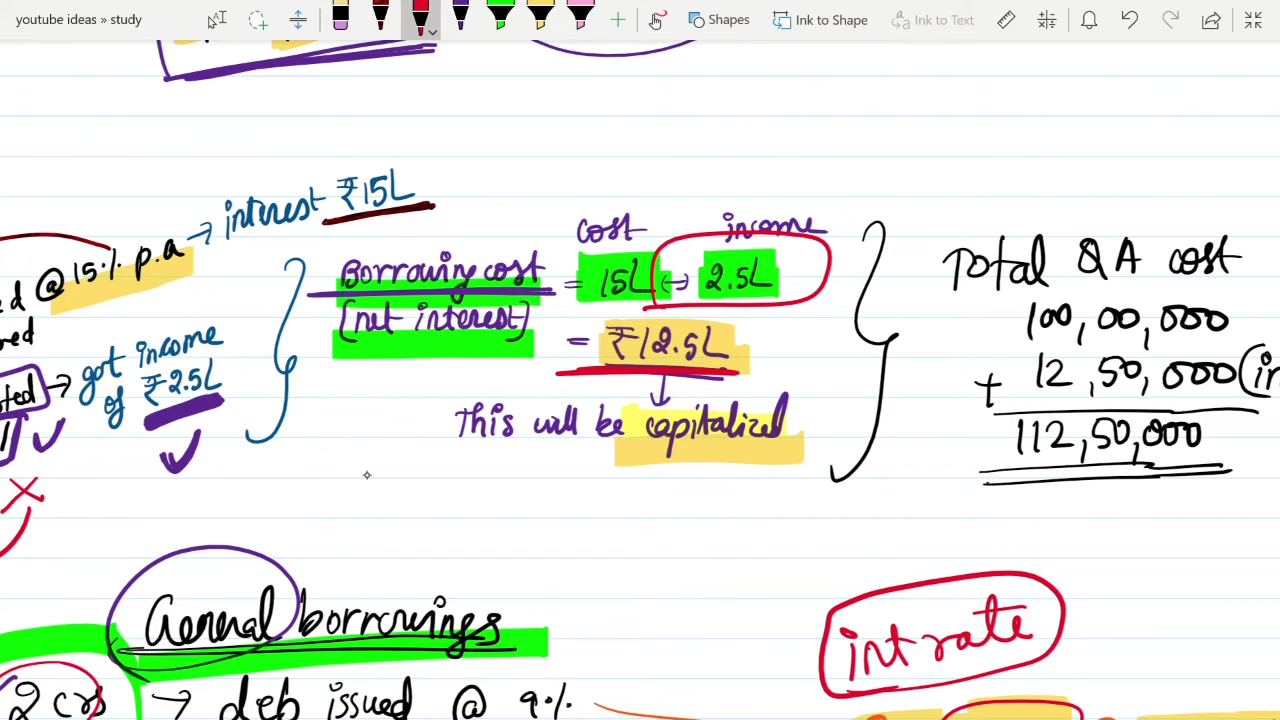 youtube ideas » study
Shapes
Ink to Shape
Ink to Text
interest ₹15L
@ 15% p.a
got income
of ₹2.5L
Borrowing cost
[net interest]
cost income
= 15L (-) 2.5L
= ₹12.5L
This will be capitalized
Total QA cost
100,00,000
+ 12,50,000
112,50,000
General borrowings
int rate
2 crs → deb issued @ 9%